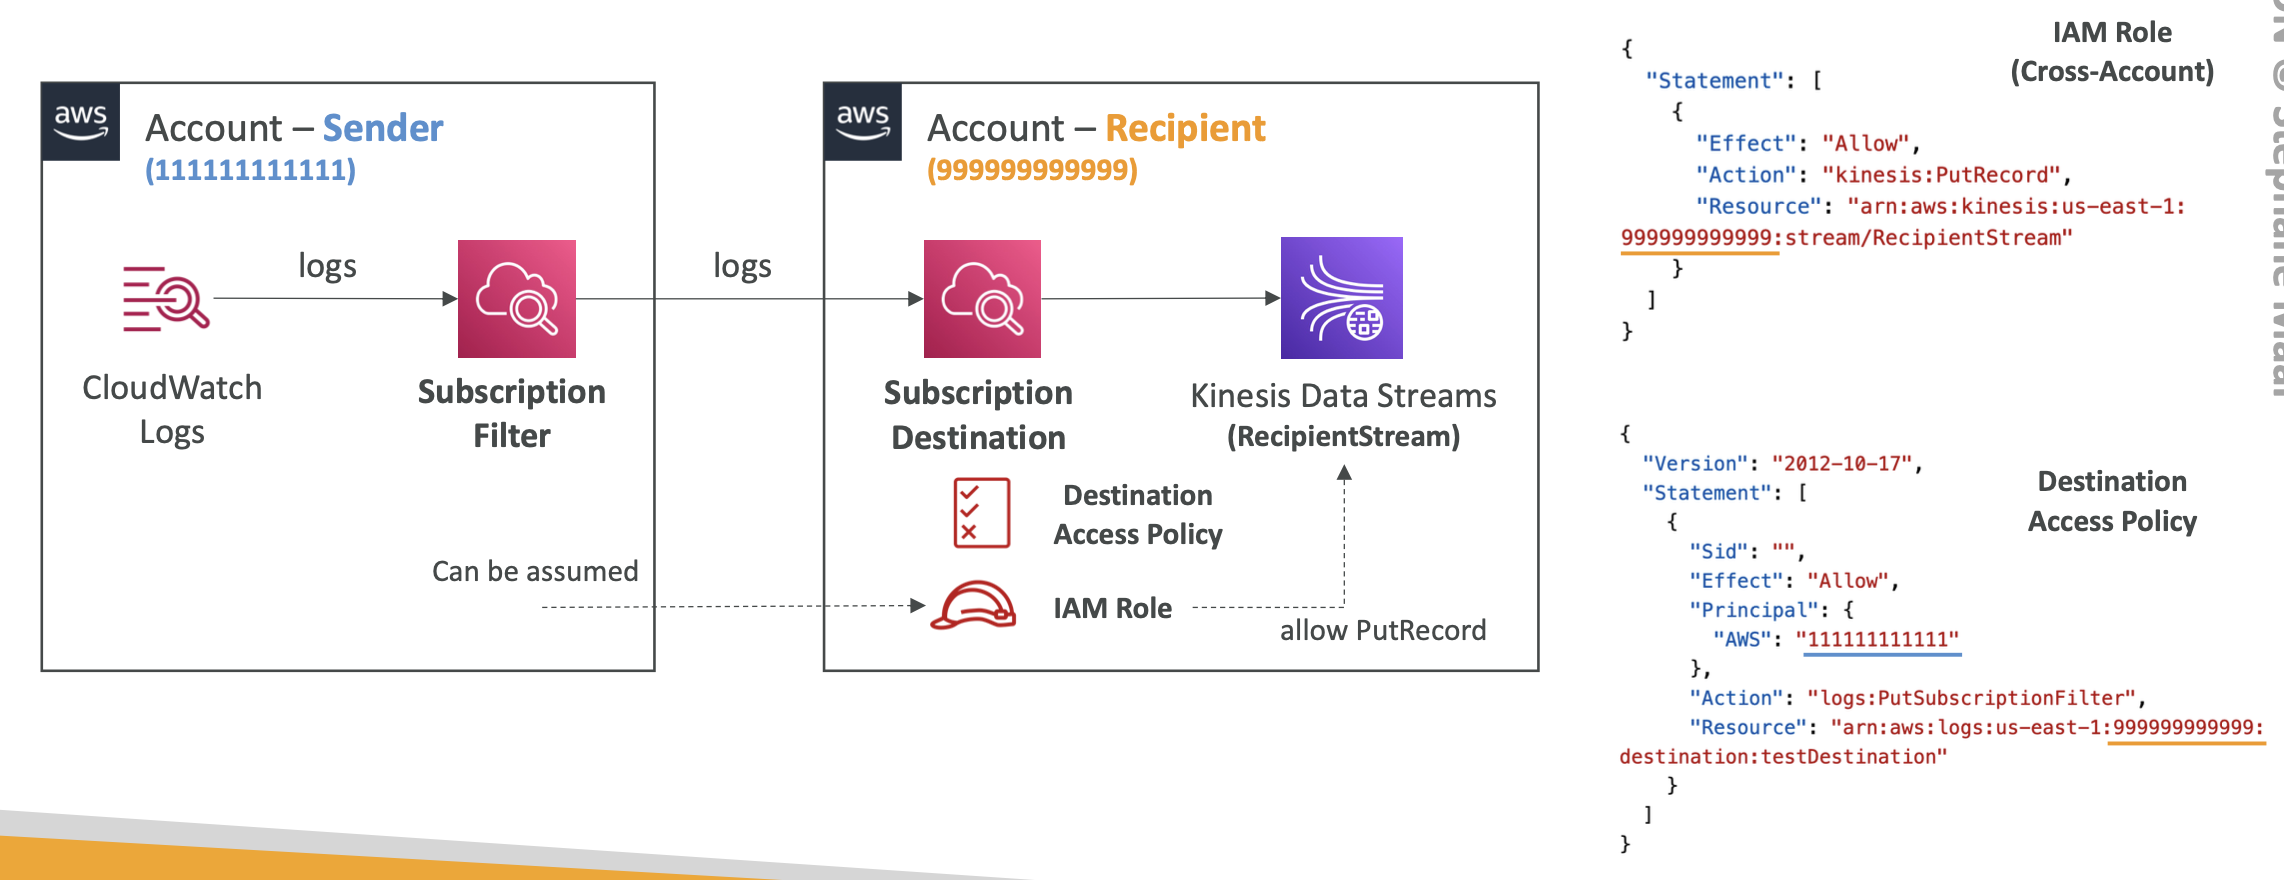 aws
Account – Sender
(111111111111)
logs
CloudWatch
Logs
Subscription
Filter
logs
Can be assumed
aws
Account – Recipient
(999999999999)
Subscription
Destination
Kinesis Data Streams
(RecipientStream)
Destination
Access Policy
IAM Role
allow PutRecord
IAM Role
(Cross-Account)
{
"Statement": [
{
"Effect": "Allow",
"Action": "kinesis:PutRecord",
"Resource": "arn:aws:kinesis:us-east-1:
999999999999:stream/RecipientStream"
}
]
}
Destination
Access Policy
{
"Version": "2012-10-17",
"Statement": [
{
"Sid": "",
"Effect": "Allow",
"Principal": {
"AWS": "111111111111"
},
"Action": "logs:PutSubscriptionFilter",
"Resource": "arn:aws:logs:us-east-1:999999999999:
destination:testDestination"
}
]
}
© Stephane